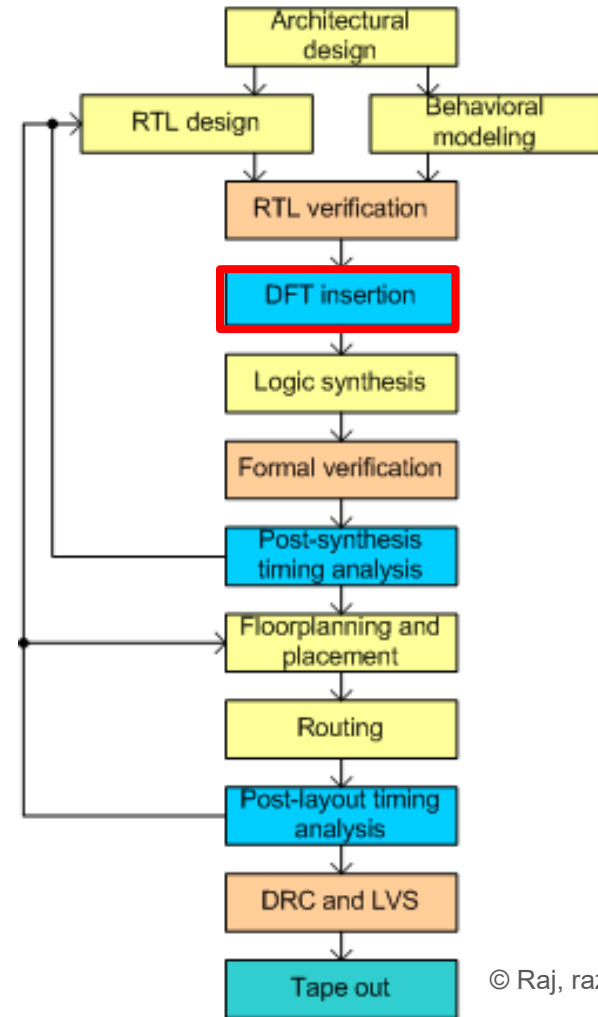 Architectural
design
RTL design
Behavioral
modeling
RTL verification
DFT insertion
Logic synthesis
Formal verification
Post-synthesis
timing analysis
Floorplanning and
placement
Routing
Post-layout timing
analysis
DRC and LVS
Tape out
© Raj,